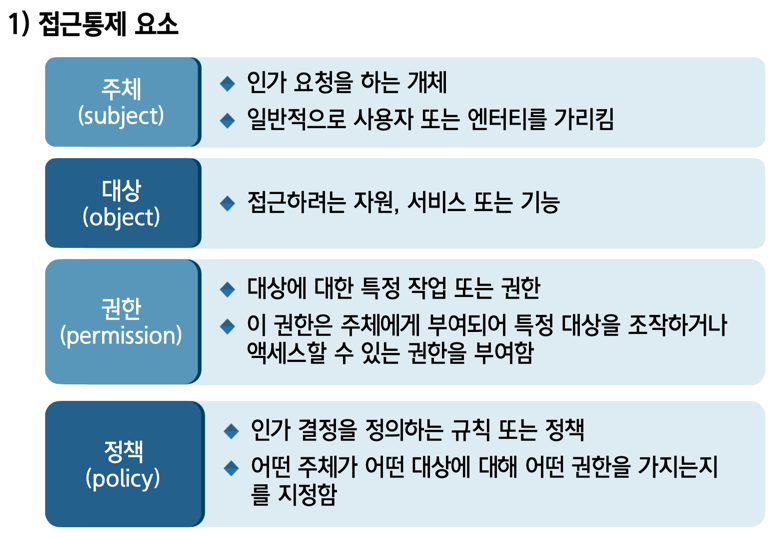 1) 접근통제 요소
주체
(subject)
◆ 인가 요청을 하는 개체
◆ 일반적으로 사용자 또는 엔터티를 가리킴
대상
(object)
◆ 접근하려는 자원, 서비스 또는 기능
권한
(permission)
◆ 대상에 대한 특정 작업 또는 권한
◆ 이 권한은 주체에게 부여되어 특정 대상을 조작하거나
액세스할 수 있는 권한을 부여함
정책
(policy)
◆ 인가 결정을 정의하는 규칙 또는 정책
◆ 어떤 주체가 어떤 대상에 대해 어떤 권한을 가지는지
를 지정함